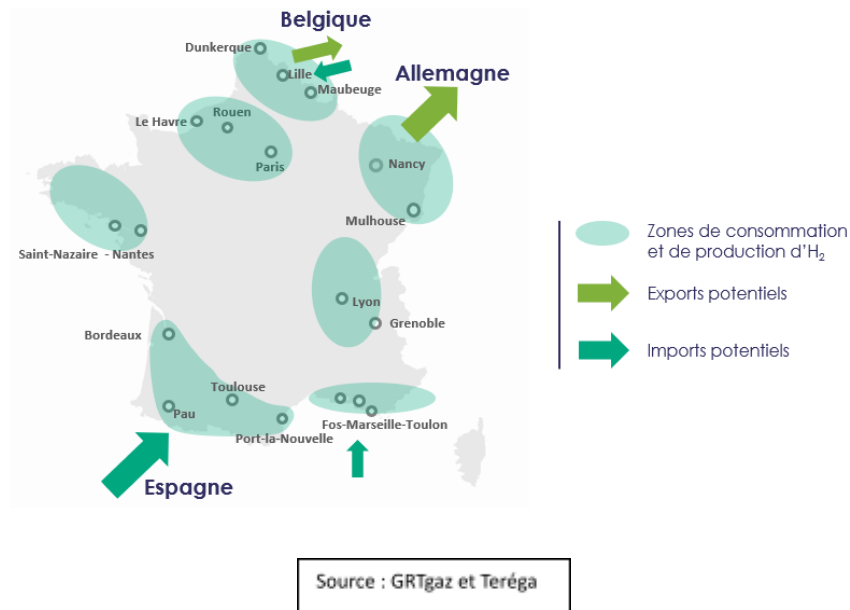 Belgique
Dunkerque
Lille
Allemagne
Maubeuge
Rouen
Le Havre
Paris
Nancy
Mulhouse
Saint-Nazaire - Nantes
Lyon
Grenoble
Bordeaux
Toulouse
Pau
Fos-Marseille-Toulon
Port-la-Nouvelle
Espagne
Zones de consommation
et de production d'H₂
Exports potentiels
Imports potentiels
Source : GRTgaz et Teréga